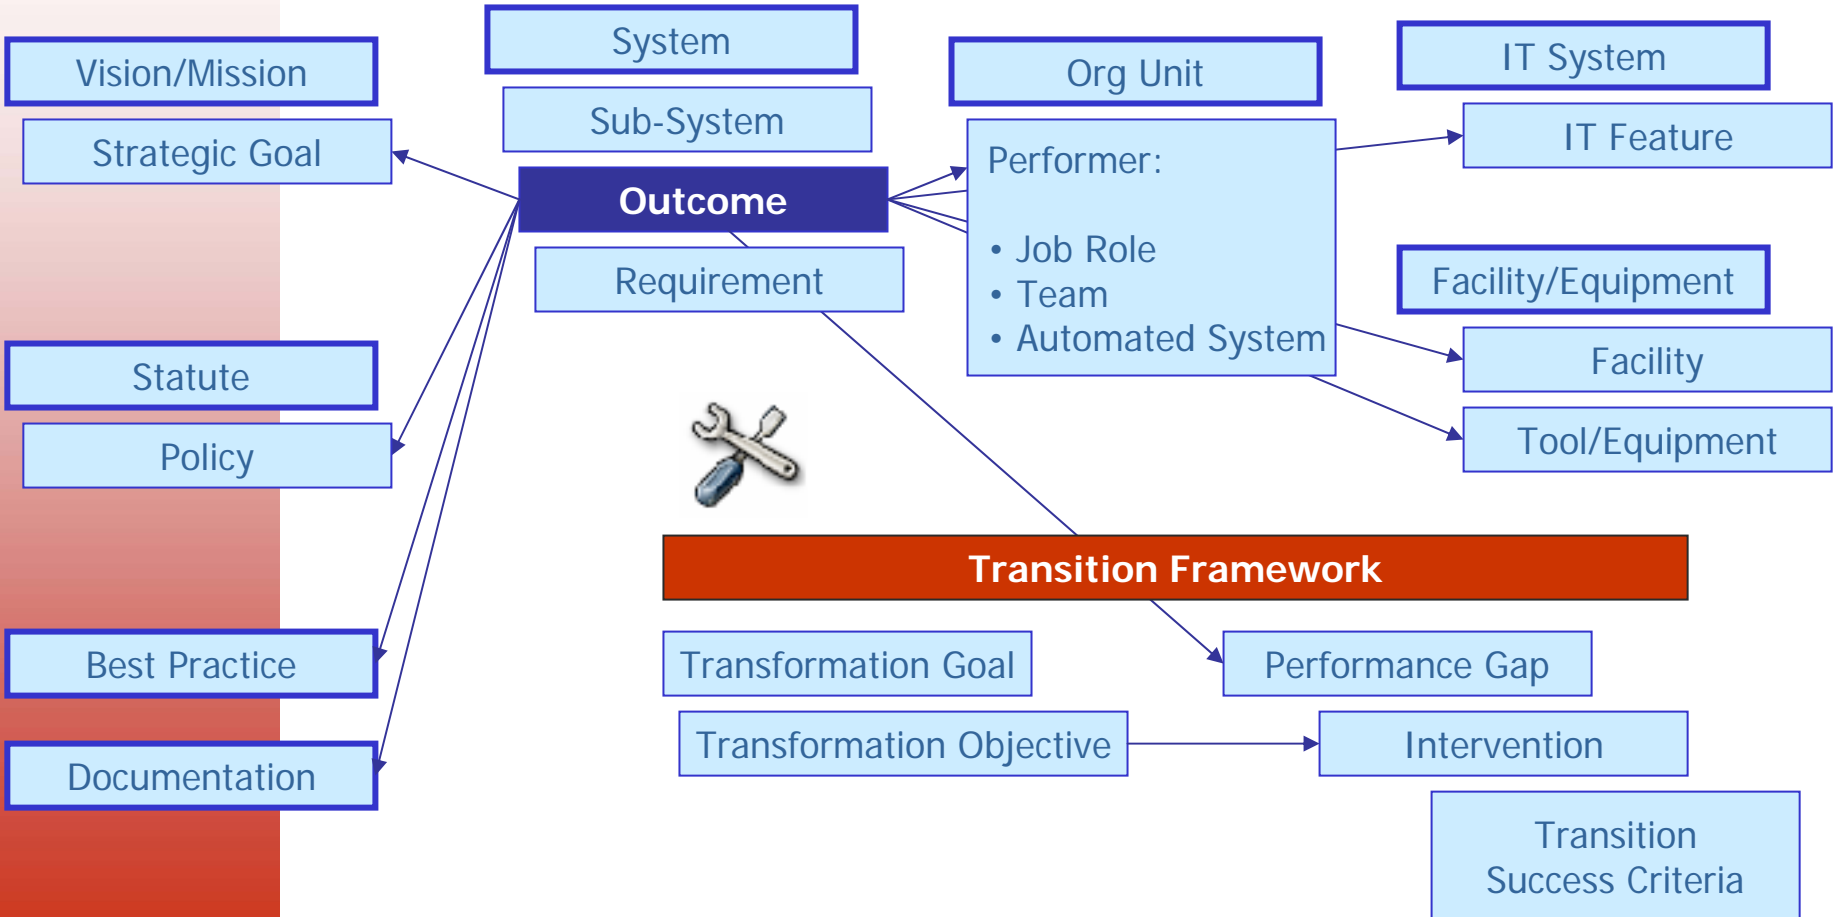 Vision/Mission
Strategic Goal
System
Sub-System
Outcome
Requirement
Org Unit
Performer:
• Job Role
• Team
• Automated System
IT System
IT Feature
Facility/Equipment
Facility
Tool/Equipment
Statute
Policy
Best Practice
Documentation
Transition Framework
Transformation Goal
Performance Gap
Transformation Objective
Intervention
Transition
Success Criteria